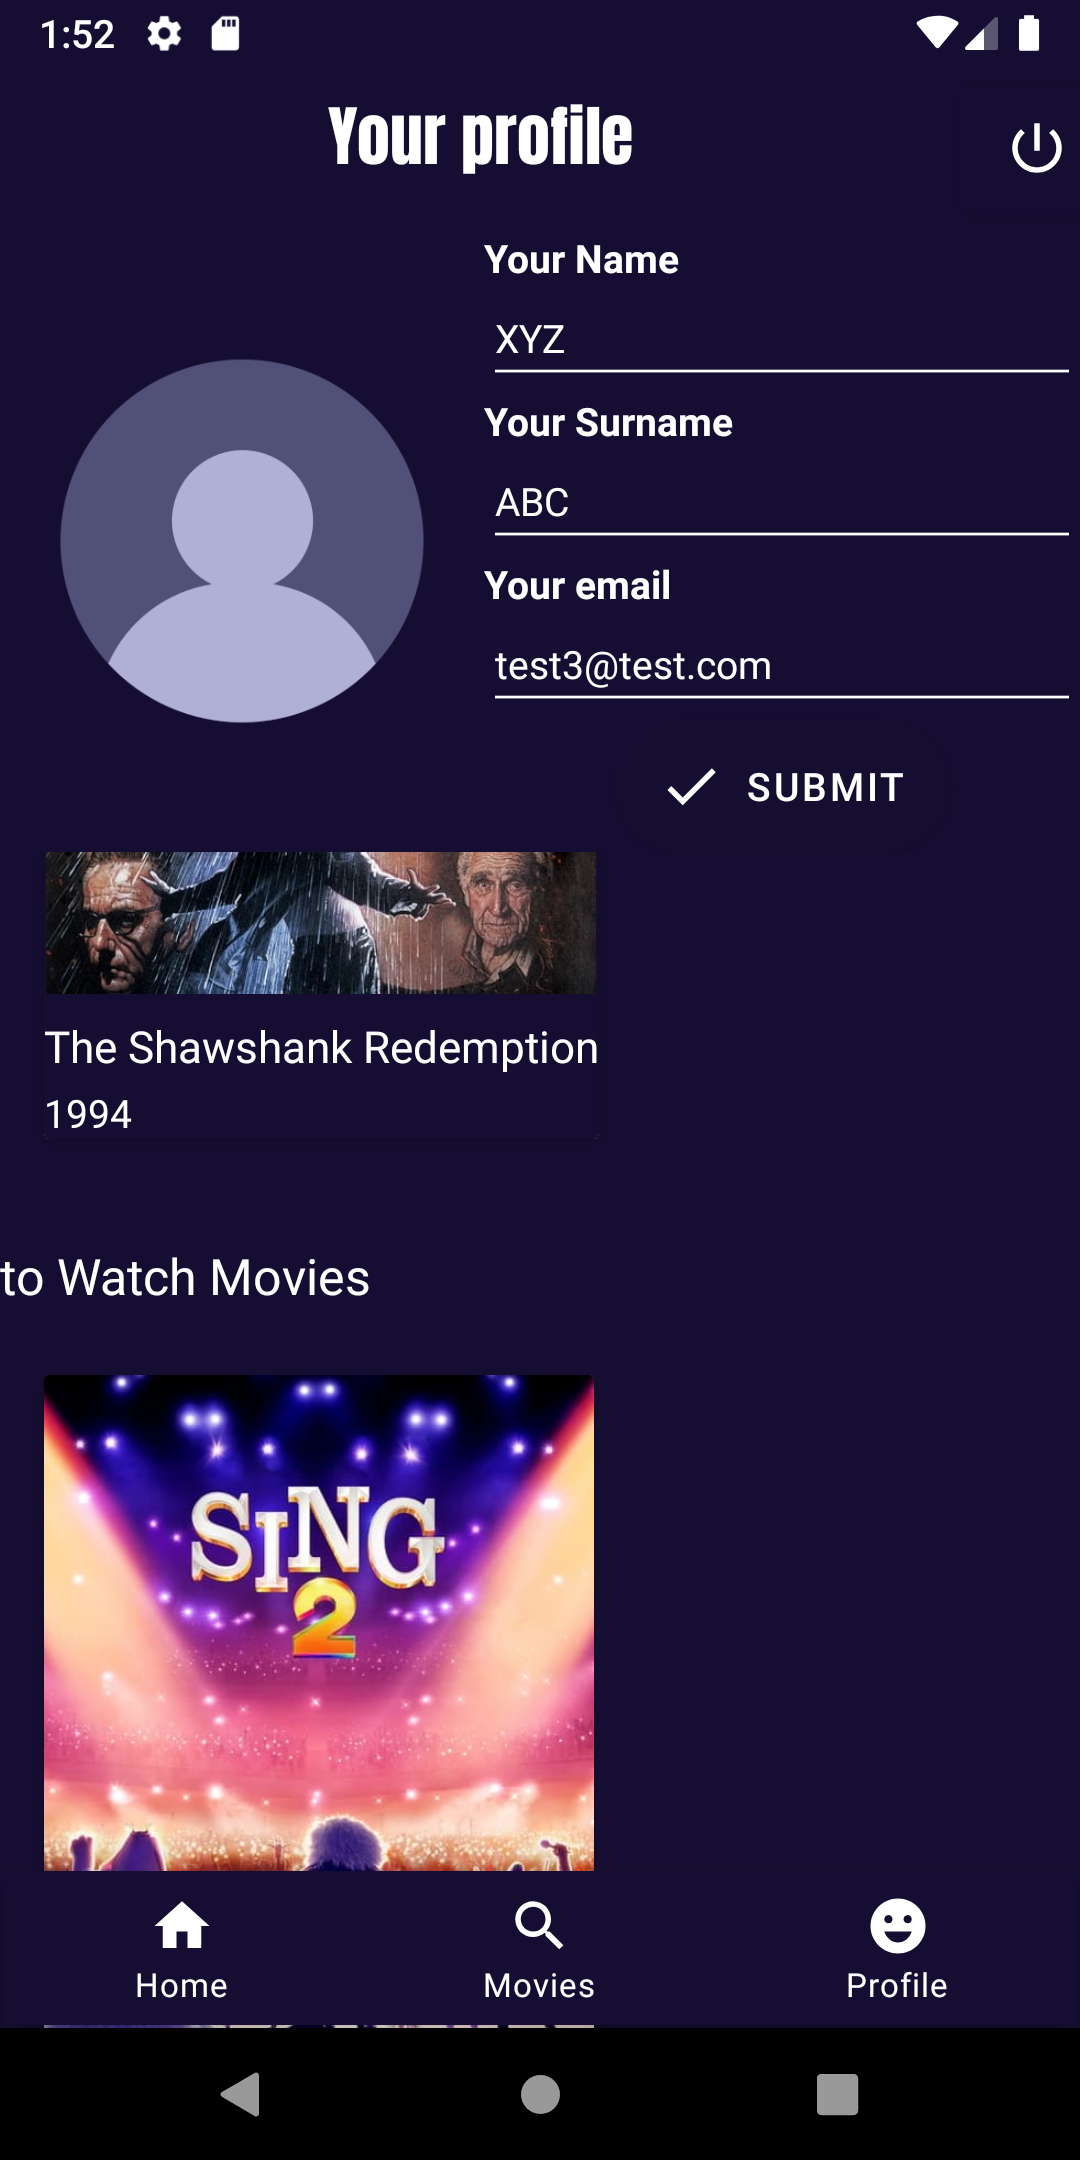 1:52
Your profile
Your Name
XYZ
Your Surname
ABC
Your email
test3@test.com
SUBMIT
The Shawshank Redemption
1994
to Watch Movies
SING
2
Home
Movies
Profile